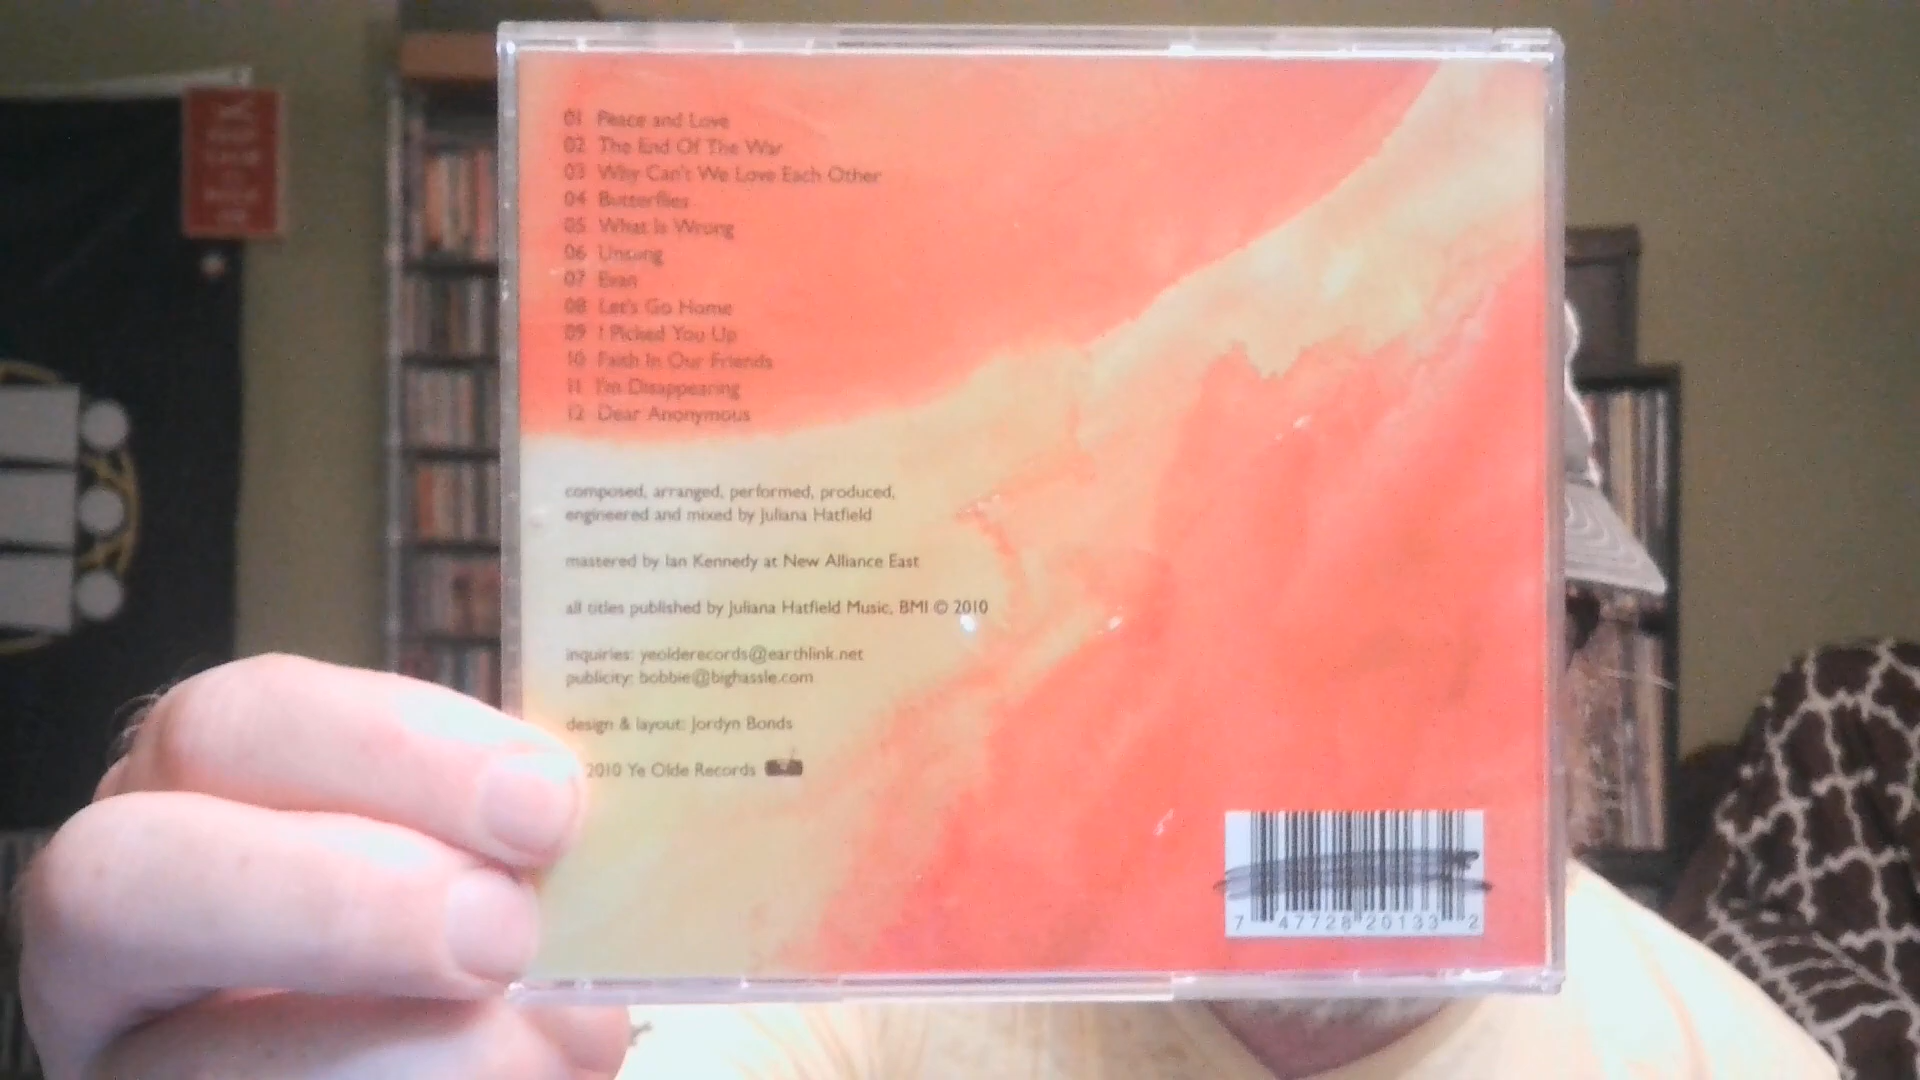 01 Peace and Love
02 The End Of The War
03 Why Can't We Love Each Other
04 Butterflies
05 What Is Wrong
06 Unsung
07 Evan
08 Let's Go Home
09 I Picked You Up
10 Faith In Our Friends
11 I'm Disappearing
12 Dear Anonymous
composed, arranged, performed, produced,
engineered and mixed by Juliana Hatfield
mastered by Ian Kennedy at New Alliance East
all titles published by Juliana Hatfield Music, BMI © 2010
inquiries: yeolderecords@earthlink.net
publicity: bobbie@bighassle.com
design & layout: Jordyn Bonds
2010 Ye Olde Records
7 47728 20133 2